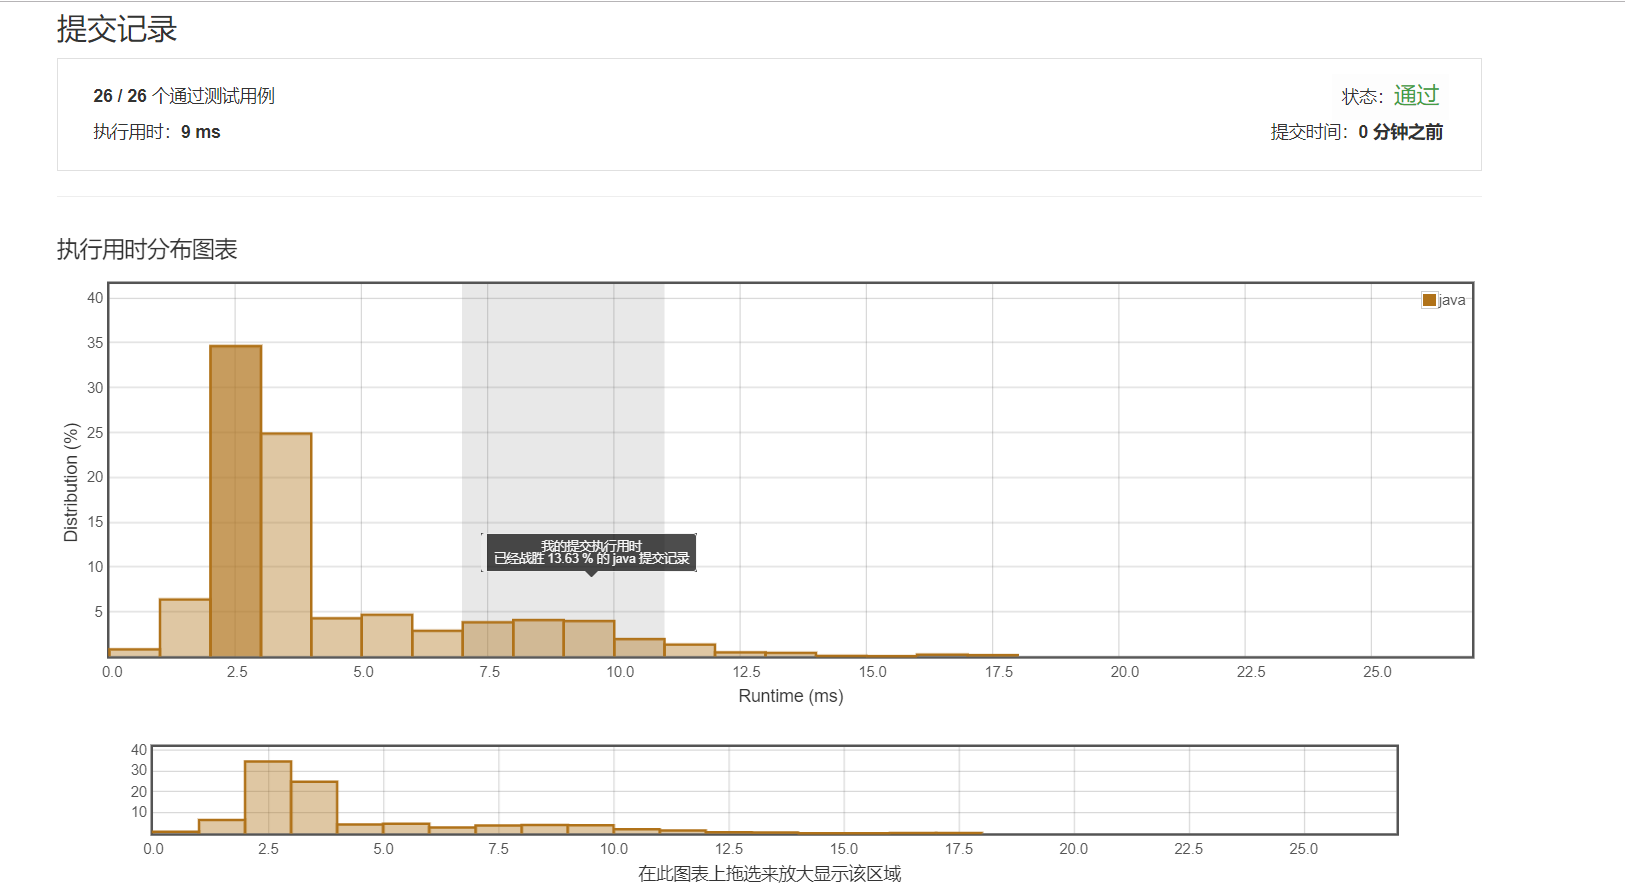 提交记录
26 / 26 个通过测试用例
状态：通过
执行用时：9 ms
提交时间：0 分钟之前
执行用时分布图表
java
40
35
30
25
20
15
10
5
Distribution (%)
我的提交执行用时
已经战胜 13.63 % 的 java 提交记录
0.0 2.5 5.0 7.5 10.0 12.5 15.0 17.5 20.0 22.5 25.0
Runtime (ms)
40
30
20
10
0.0 2.5 5.0 7.5 10.0 12.5 15.0 17.5 20.0 22.5 25.0
在此图表上拖选来放大显示该区域